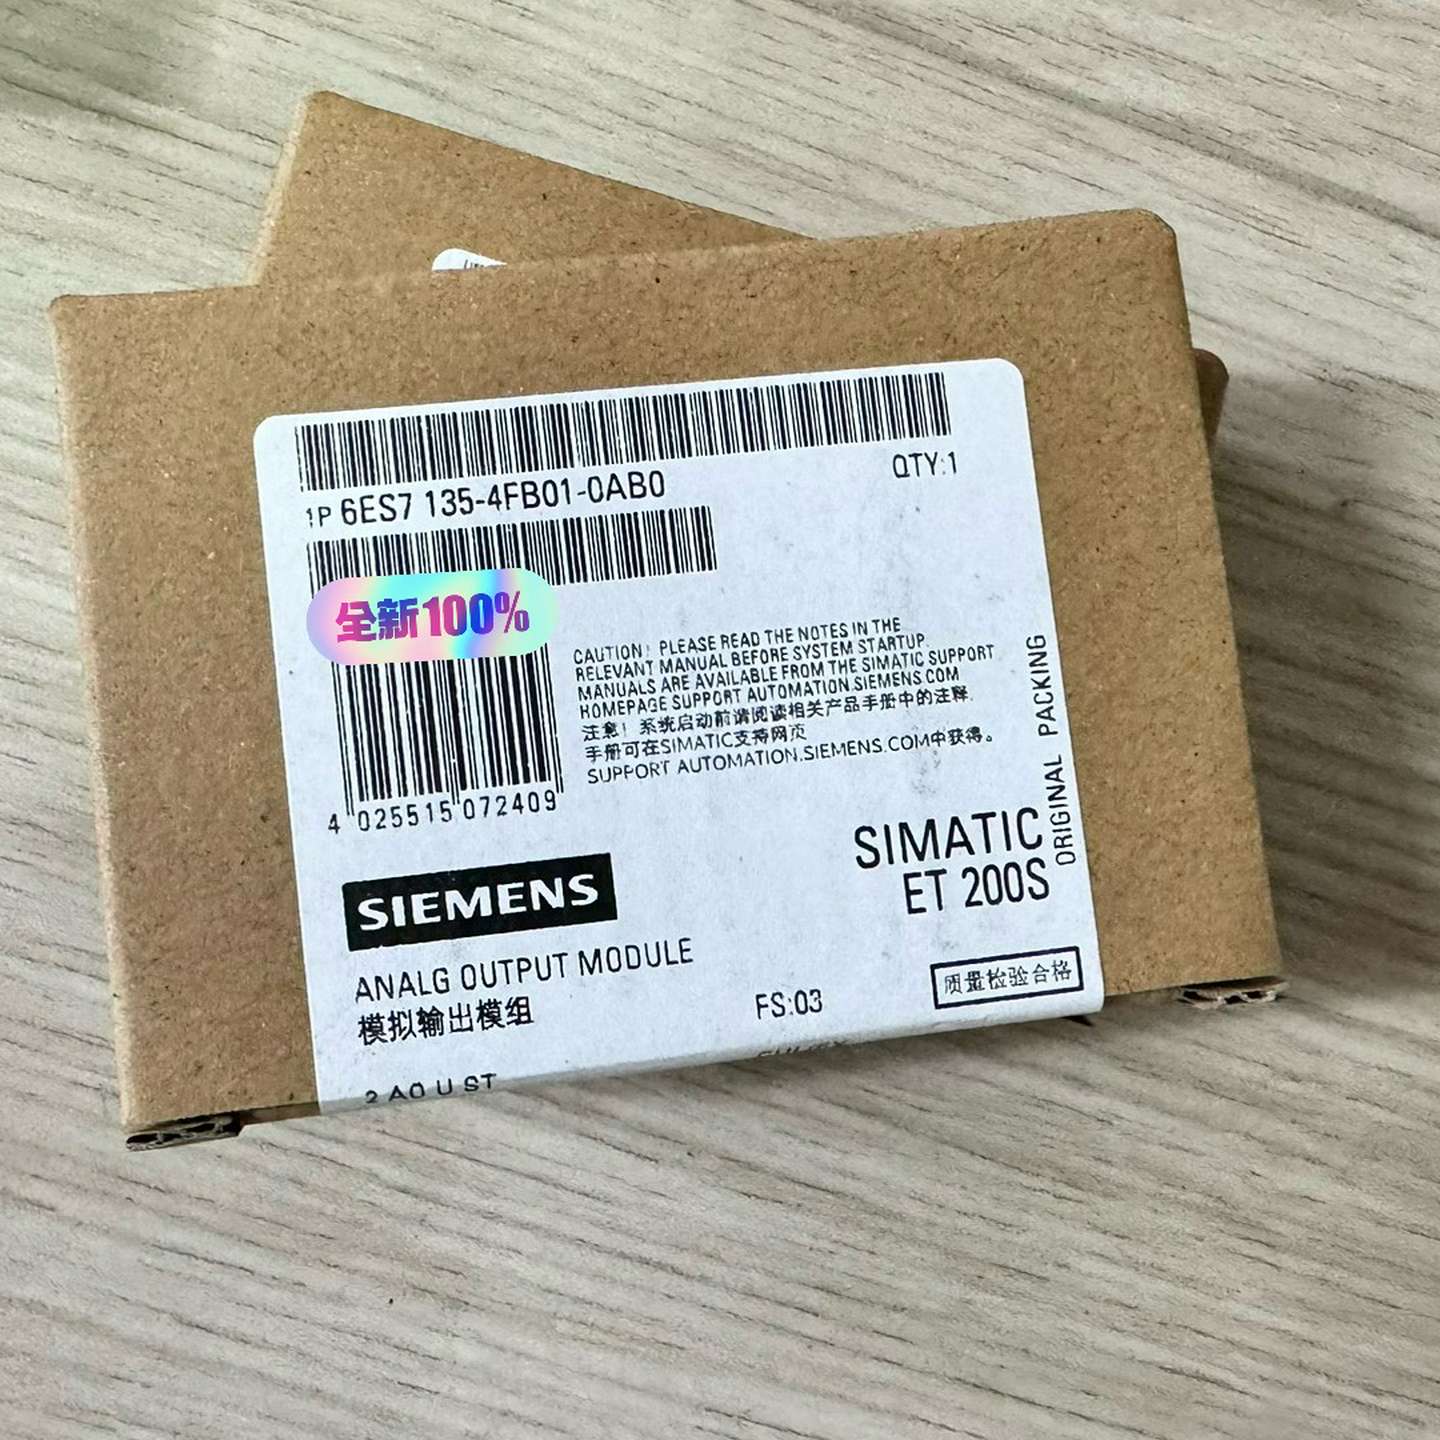 1P 6ES7 135-4FB01-0AB0
QTY:1
全新100%
CAUTION! PLEASE READ THE NOTES IN THE
RELEVANT MANUAL BEFORE SYSTEM STARTUP.
MANUALS ARE AVAILABLE FROM THE SIMATIC SUPPORT
HOMEPAGE SUPPORT AUTOMATION.SIEMENS.COM
注意！系统启动前请阅读相关产品手册中的注释.
手册可在SIMATIC支持网页
SUPPORT AUTOMATION.SIEMENS.COM中获得。
4 025515 072409
ORIGINAL PACKING
SIMATIC
ET 200S
SIEMENS
ANALG OUTPUT MODULE
模拟输出模组
FS:03
质量检验合格
2 AO U ST